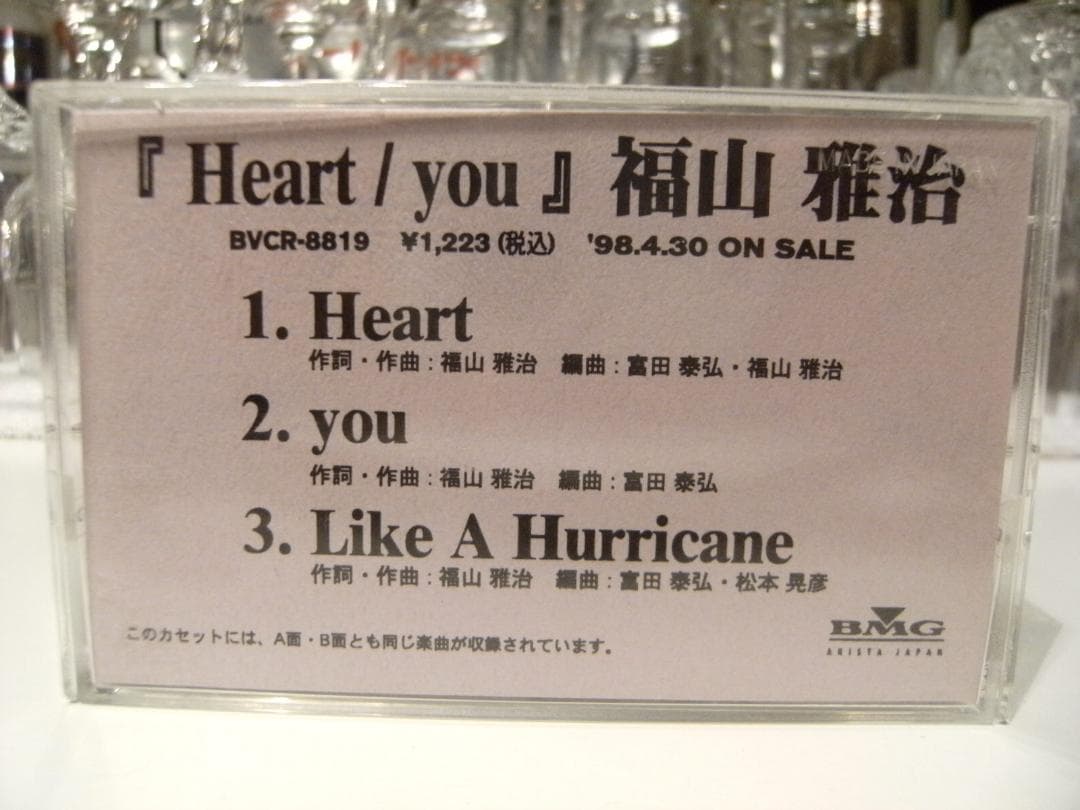 『 Heart / you 』 福山 雅治
MADE IN JAPAN
BVCR-8819 ¥1,223 (税込) '98.4.30 ON SALE
1. Heart
作詞・作曲：福山 雅治 編曲：富田 泰弘・福山 雅治
2. you
作詞・作曲：福山 雅治 編曲：富田 泰弘
3. Like A Hurricane
作詞・作曲：福山 雅治 編曲：富田 泰弘・松本 晃彦
このカセットには、A面・B面とも同じ楽曲が収録されています。
BMG
ARISTA JAPAN